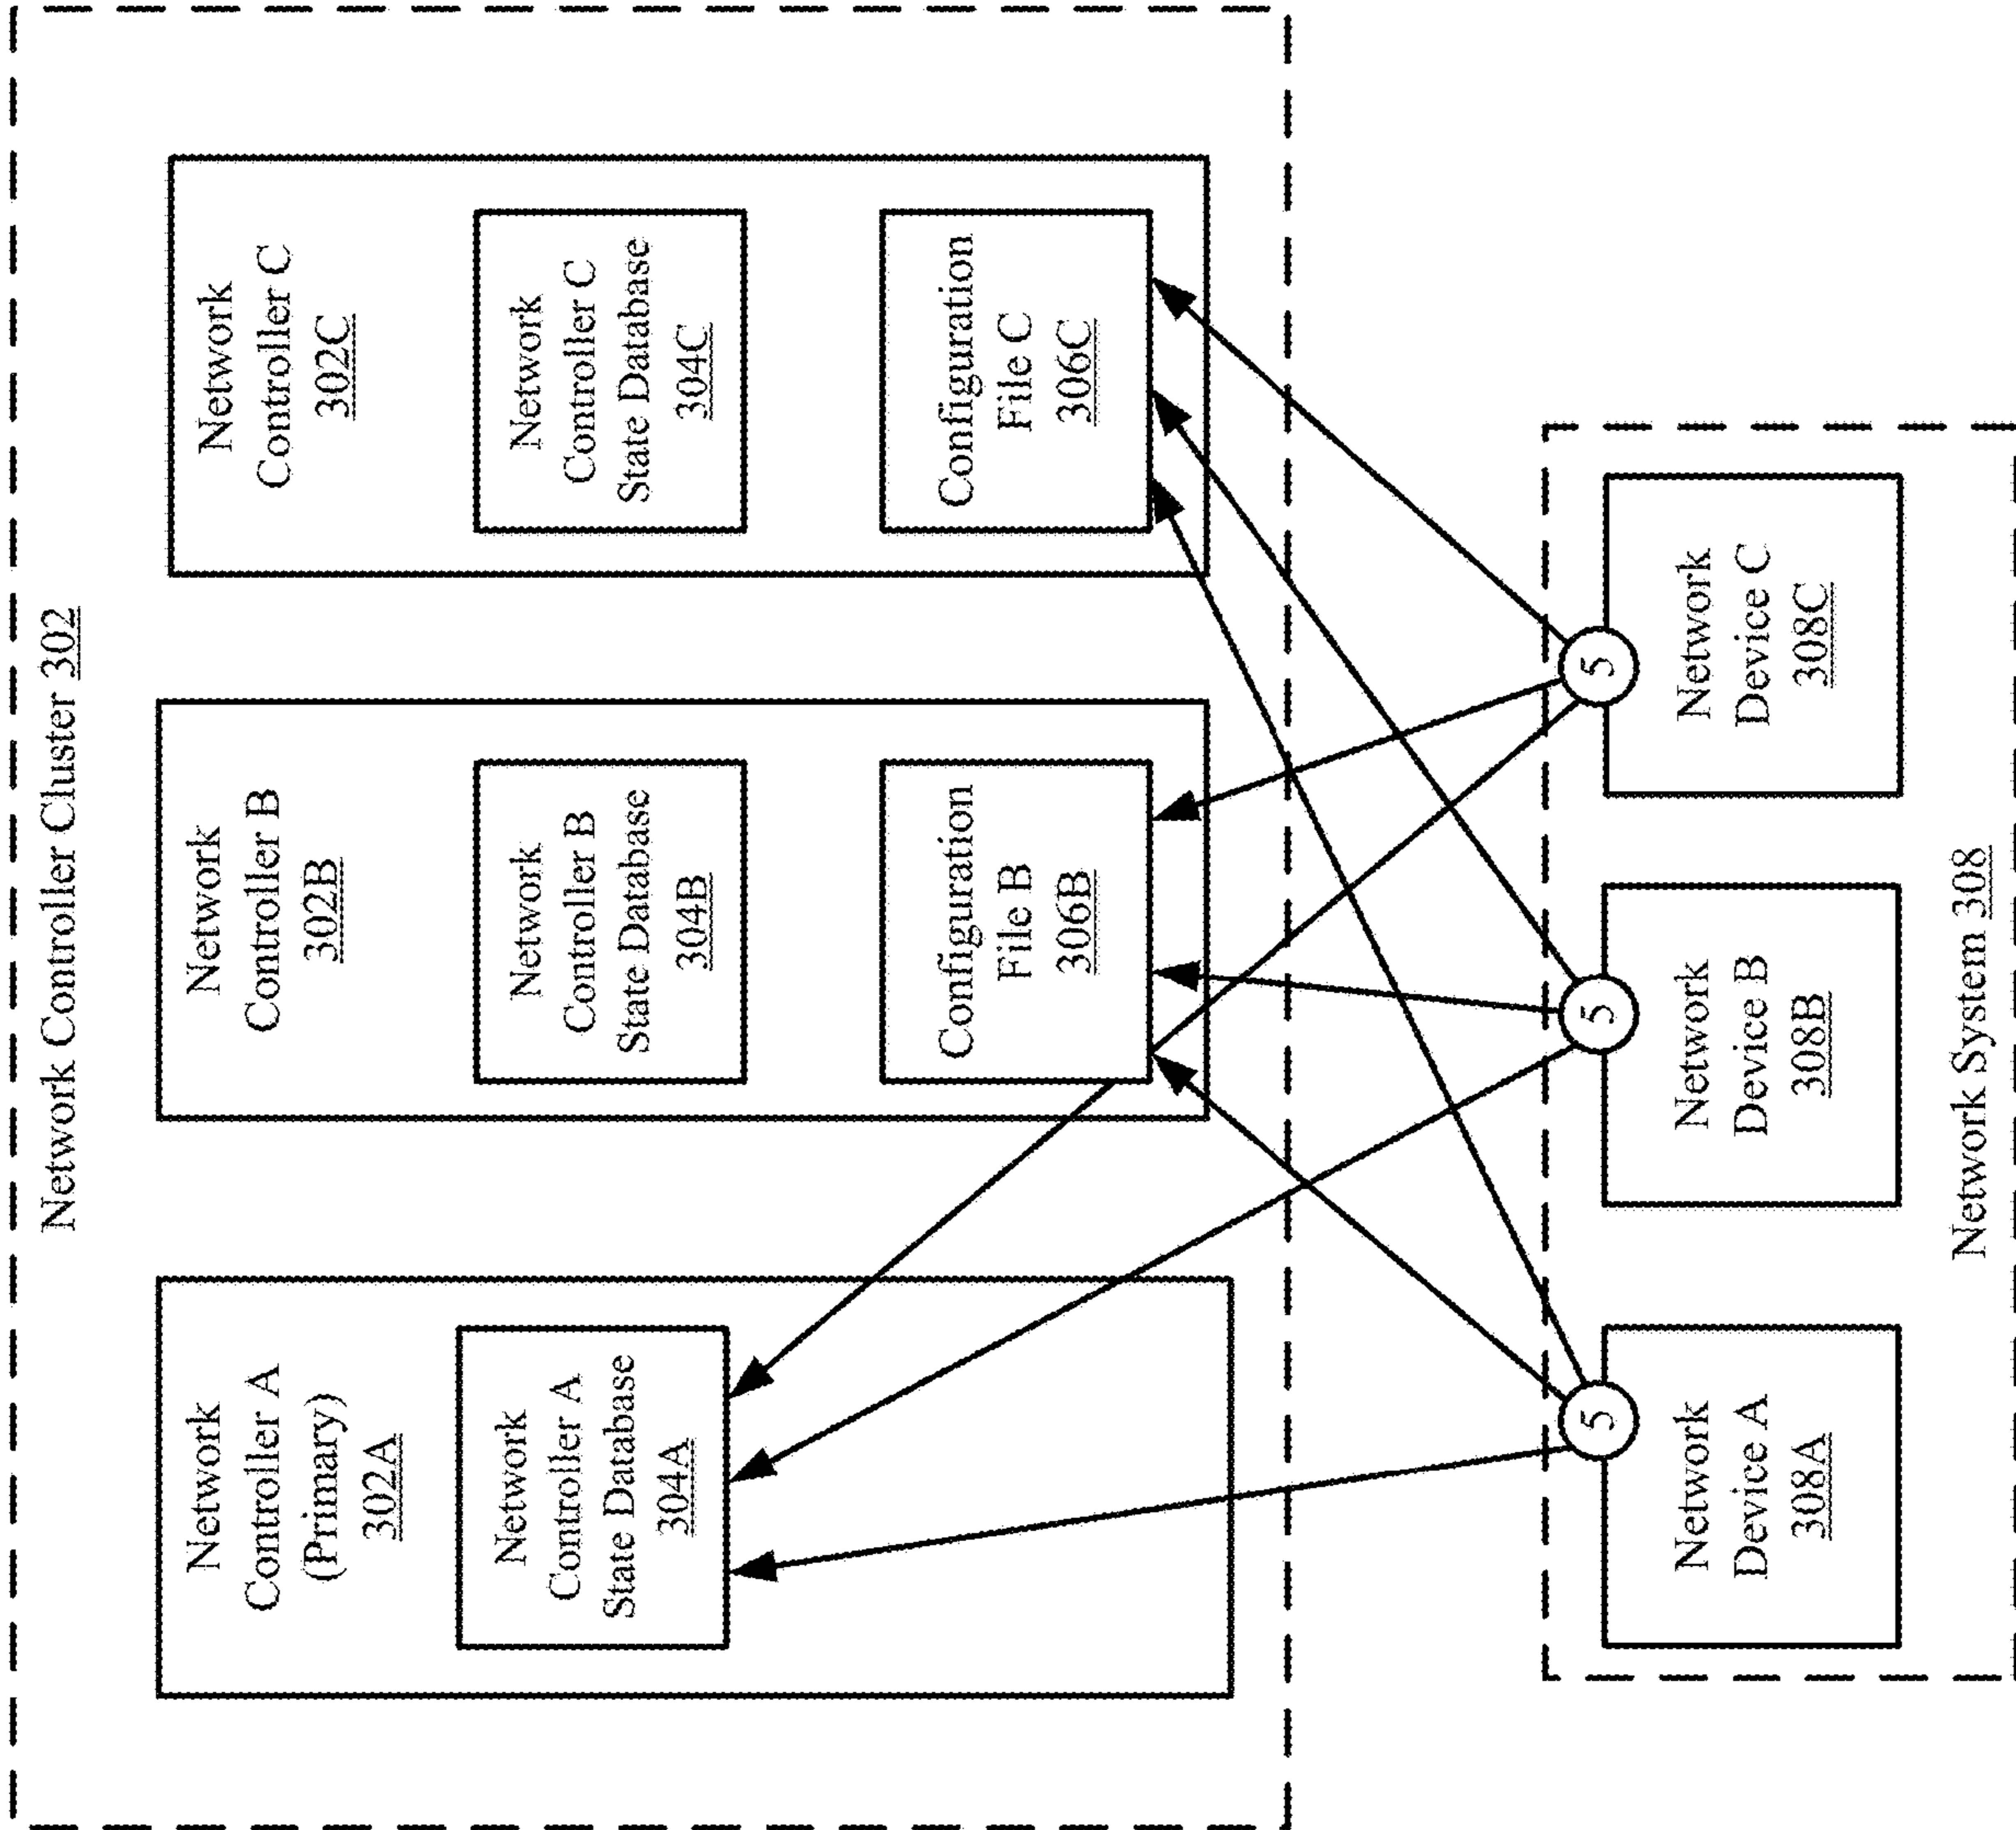 Network Controller Cluster 302
Network
Controller A
(Primary)
302A
Network
Controller A
State Database
304A
Network
Controller B
302B
Network
Controller B
State Database
304B
Configuration
File B
306B
Network
Controller C
302C
Network
Controller C
State Database
304C
Configuration
File C
306C
5
5
5
Network
Device A
308A
Network
Device B
308B
Network
Device C
308C
Network System 308